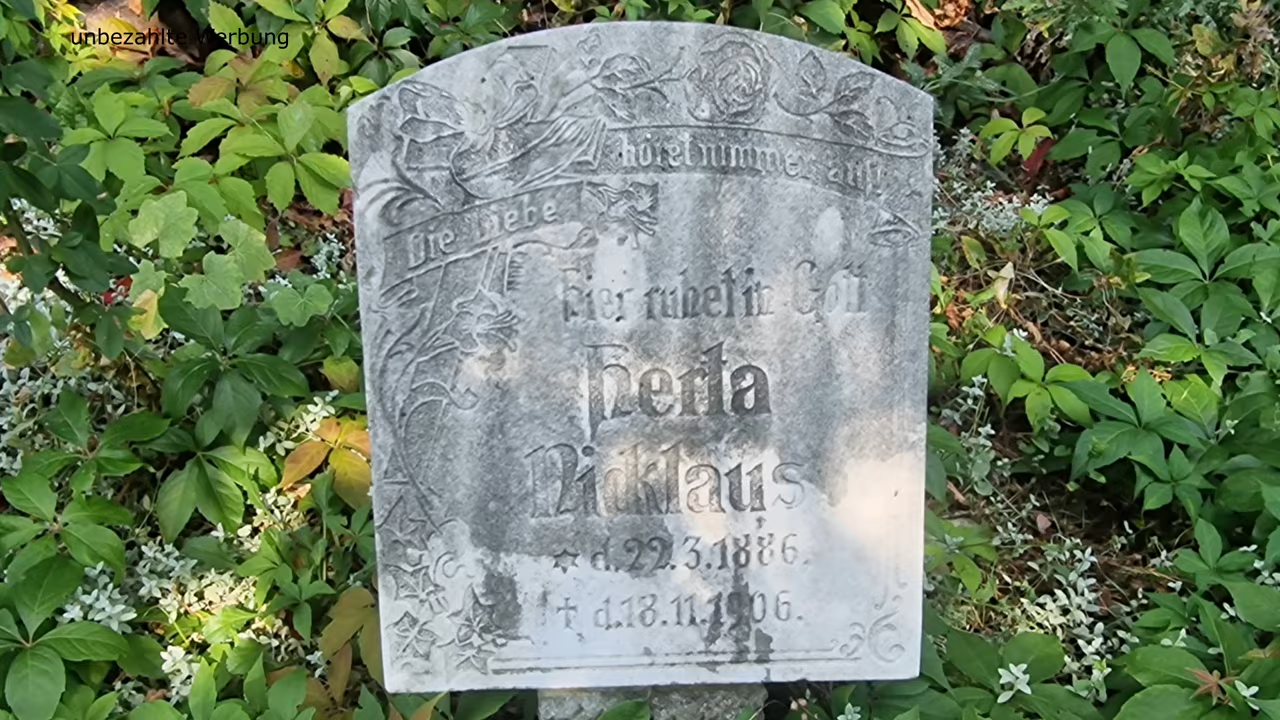 unbezahlte Werbung
Die Liebe
höret nimmer auf!
Hier ruhet in Gott
Herta
Nicklaus
☆ d. 22.3.1886.
† d. 18.11.1906.